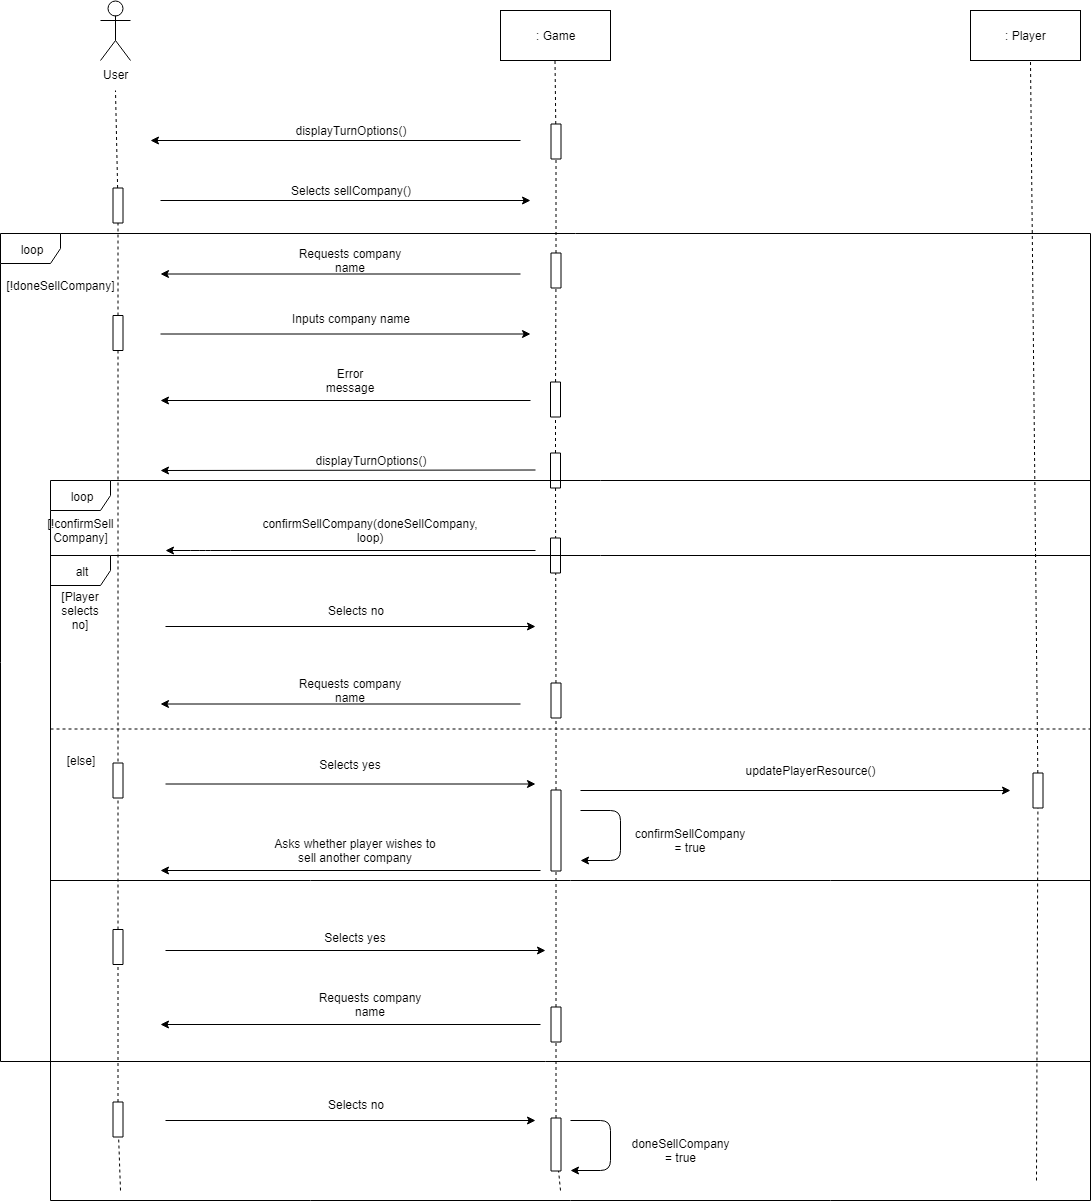 : Game
: Player
User
displayTurnOptions()
Selects sellCompany()
loop
[!doneSellCompany]
Requests company
name
Inputs company name
Error
message
displayTurnOptions()
loop
[!confirmSell
Company]
confirmSellCompany(doneSellCompany,
loop)
alt
[Player
selects
no]
Selects no
Requests company
name
[else]
Selects yes
updatePlayerResource()
confirmSellCompany
= true
Asks whether player wishes to
sell another company
Selects yes
Requests company
name
Selects no
doneSellCompany
= true